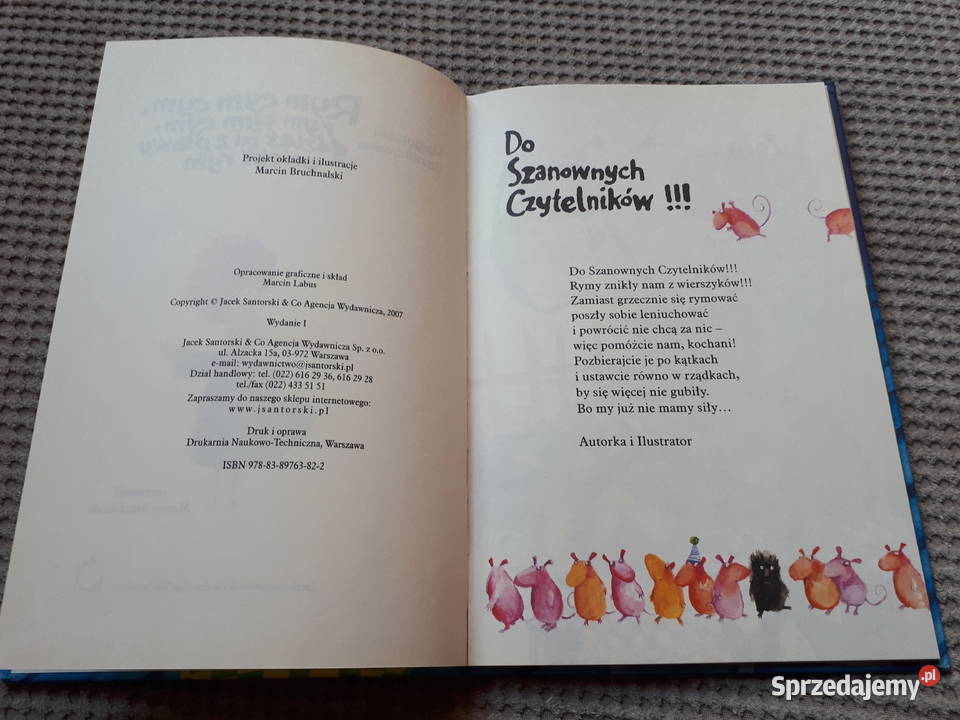 Projekt okładki i ilustracje
Marcin Bruchnalski
Opracowanie graficzne i skład
Marcin Labus
Copyright © Jacek Santorski & Co Agencja Wydawnicza, 2007
Wydanie I
Jacek Santorski & Co Agencja Wydawnicza Sp. z o.o.
ul. Alzacka 15a, 03-972 Warszawa
e-mail: wydawnictwo@jsantorski.pl
Dział handlowy: tel. (022) 616 29 36, 616 29 28
tel./fax (022) 433 51 51
Zapraszamy do naszego sklepu internetowego:
www.jsantorski.pl
Druk i oprawa
Drukarnia Naukowo-Techniczna, Warszawa
ISBN 978-83-89763-82-2
Do
Szanownych
Czytelników !!!
Do Szanownych Czytelników!!!
Rymy znikły nam z wierszyków!!!
Zamiast grzecznie się rymować
poszły sobie leniuchować
i powrócić nie chcą za nic –
więc pomóżcie nam, kochani!
Pozbierajcie je po kątkach
i ustawcie równo w rządkach,
by się więcej nie gubiły.
Bo my już nie mamy siły...
Autorka i Ilustrator
Sprzedajemy.pl